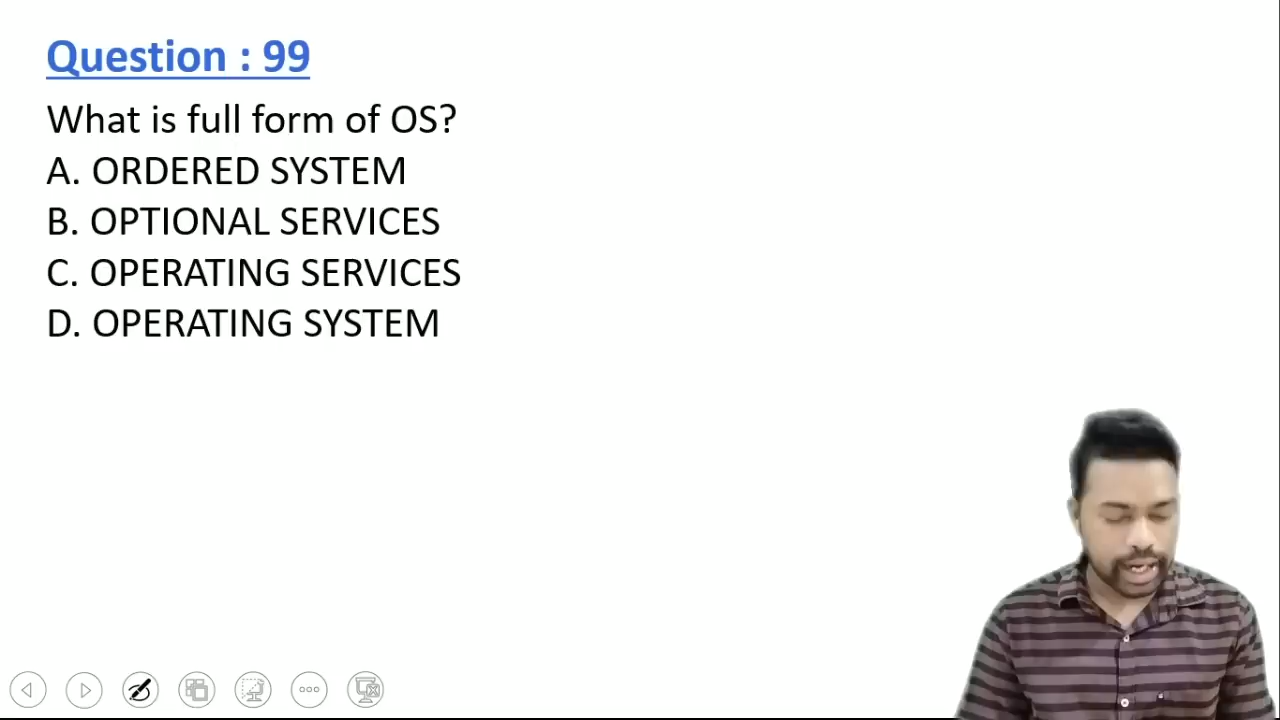 Question : 99
What is full form of OS?
A. ORDERED SYSTEM
B. OPTIONAL SERVICES
C. OPERATING SERVICES
D. OPERATING SYSTEM